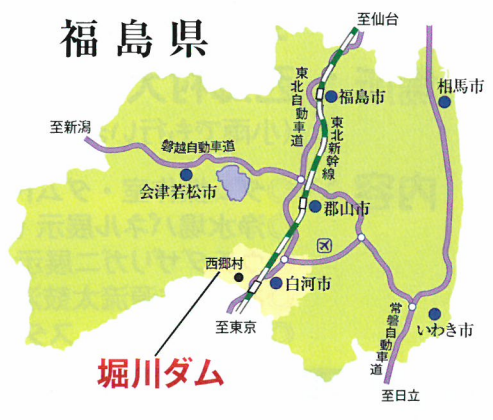 福島県
至仙台
東北自動車道
福島市
相馬市
至新潟
磐越自動車道
東北新幹線
会津若松市
郡山市
西郷村
白河市
至東京
常磐自動車道
いわき市
堀川ダム
至日立